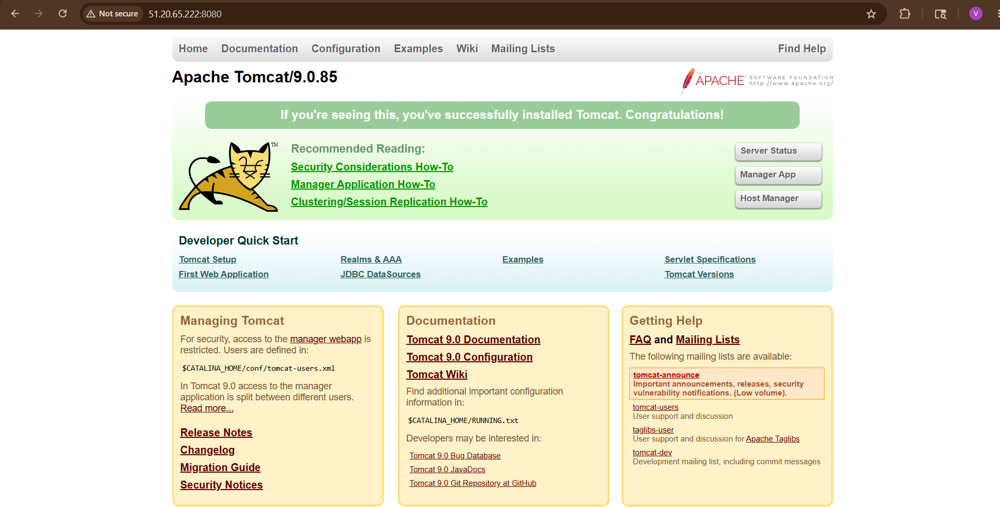 Not secure 51.20.65.222:8080
V
Home Documentation Configuration Examples Wiki Mailing Lists Find Help
Apache Tomcat/9.0.85
THE
APACHE® SOFTWARE FOUNDATION
http://www.apache.org/
If you're seeing this, you've successfully installed Tomcat. Congratulations!
TM
Recommended Reading:
Security Considerations How-To
Manager Application How-To
Clustering/Session Replication How-To
Server Status
Manager App
Host Manager
Developer Quick Start
Tomcat Setup
First Web Application
Realms & AAA
JDBC DataSources
Examples
Servlet Specifications
Tomcat Versions
Managing Tomcat
For security, access to the manager webapp is
restricted. Users are defined in:
$CATALINA_HOME/conf/tomcat-users.xml
In Tomcat 9.0 access to the manager
application is split between different users.
Read more...
Release Notes
Changelog
Migration Guide
Security Notices
Documentation
Tomcat 9.0 Documentation
Tomcat 9.0 Configuration
Tomcat Wiki
Find additional important configuration
information in:
$CATALINA_HOME/RUNNING.txt
Developers may be interested in:
Tomcat 9.0 Bug Database
Tomcat 9.0 JavaDocs
Tomcat 9.0 Git Repository at GitHub
Getting Help
FAQ and Mailing Lists
The following mailing lists are available:
tomcat-announce
Important announcements, releases, security
vulnerability notifications. (Low volume).
tomcat-users
User support and discussion
taglibs-user
User support and discussion for Apache Taglibs
tomcat-dev
Development mailing list, including commit messages